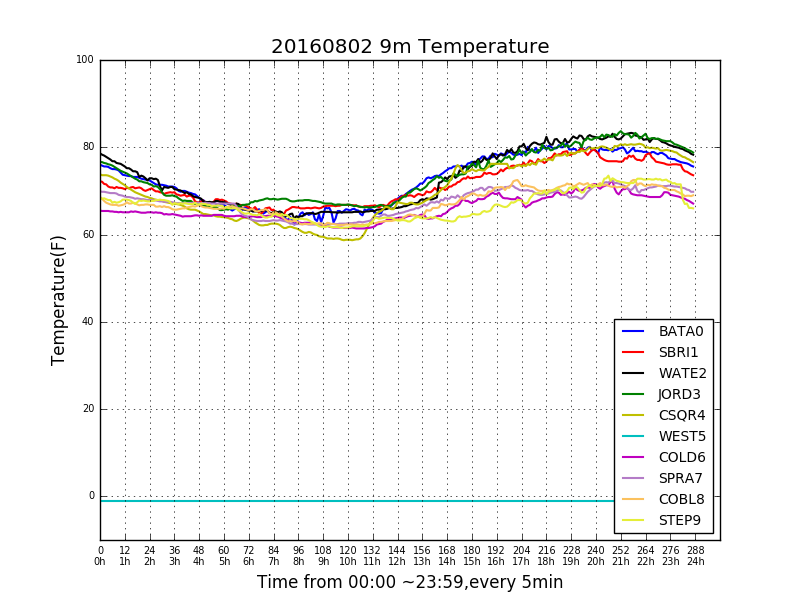 20160802 9m Temperature
100
80
60
40
20
0
Temperature(F)
BATA0
SBRI1
WATE2
JORD3
CSQR4
WEST5
COLD6
SPRA7
COBL8
STEP9
0 12 24 36 48 60 72 84 96 108 120 132 144 156 168 180 192 204 216 228 240 252 264 276 288
0h 1h 2h 3h 4h 5h 6h 7h 8h 9h 10h 11h 12h 13h 14h 15h 16h 17h 18h 19h 20h 21h 22h 23h 24h
Time from 00:00 ~23:59,every 5min